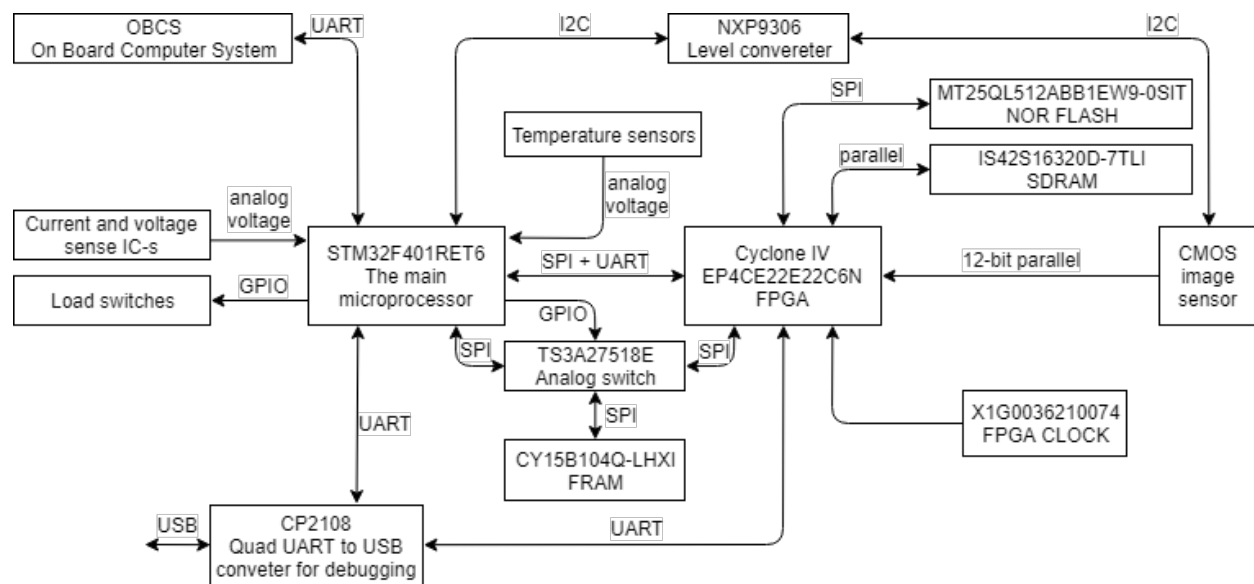 OBCS
On Board Computer System
UART
I2C
NXP9306
Level convereter
I2C
SPI
MT25QL512ABB1EW9-0SIT
NOR FLASH
Temperature sensors
parallel
IS42S16320D-7TLI
SDRAM
analog
voltage
analog
voltage
Current and voltage
sense IC-s
STM32F401RET6
The main
microprocessor
SPI + UART
Cyclone IV
EP4CE22E22C6N
FPGA
12-bit parallel
CMOS
image
sensor
Load switches
GPIO
GPIO
SPI
TS3A27518E
Analog switch
SPI
SPI
X1G0036210074
FPGA CLOCK
UART
CY15B104Q-LHXI
FRAM
USB
CP2108
Quad UART to USB
conveter for debugging
UART